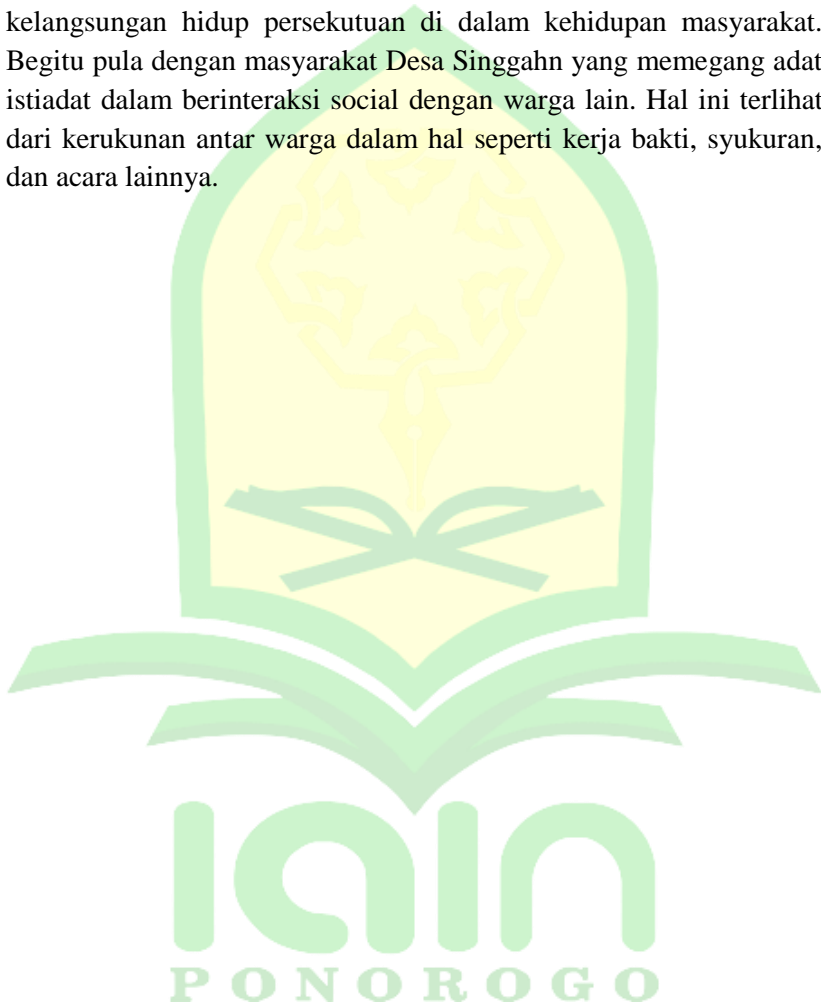 kelangsungan hidup persekutuan di dalam kehidupan masyarakat.
Begitu pula dengan masyarakat Desa Singgahn yang memegang adat
istiadat dalam berinteraksi social dengan warga lain. Hal ini terlihat
dari kerukunan antar warga dalam hal seperti kerja bakti, syukuran,
dan acara lainnya.
iain
PONOROGO